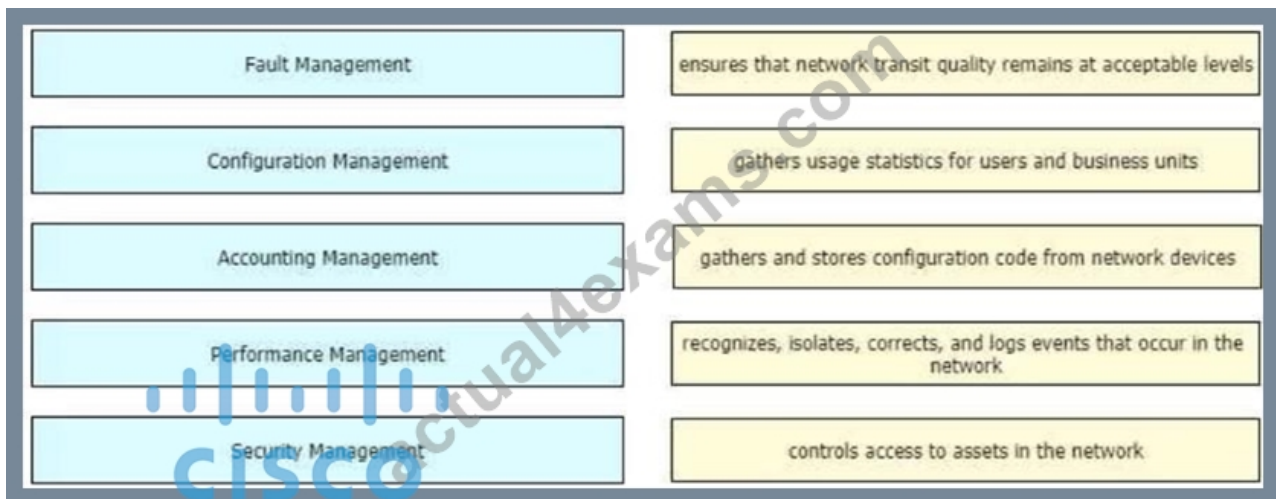 Fault Management
ensures that network transit quality remains at acceptable levels
Configuration Management
gathers usage statistics for users and business units
Accounting Management
gathers and stores configuration code from network devices
Performance Management
recognizes, isolates, corrects, and logs events that occur in the
network
Security Management
controls access to assets in the network
actual4exams.com
CISCO